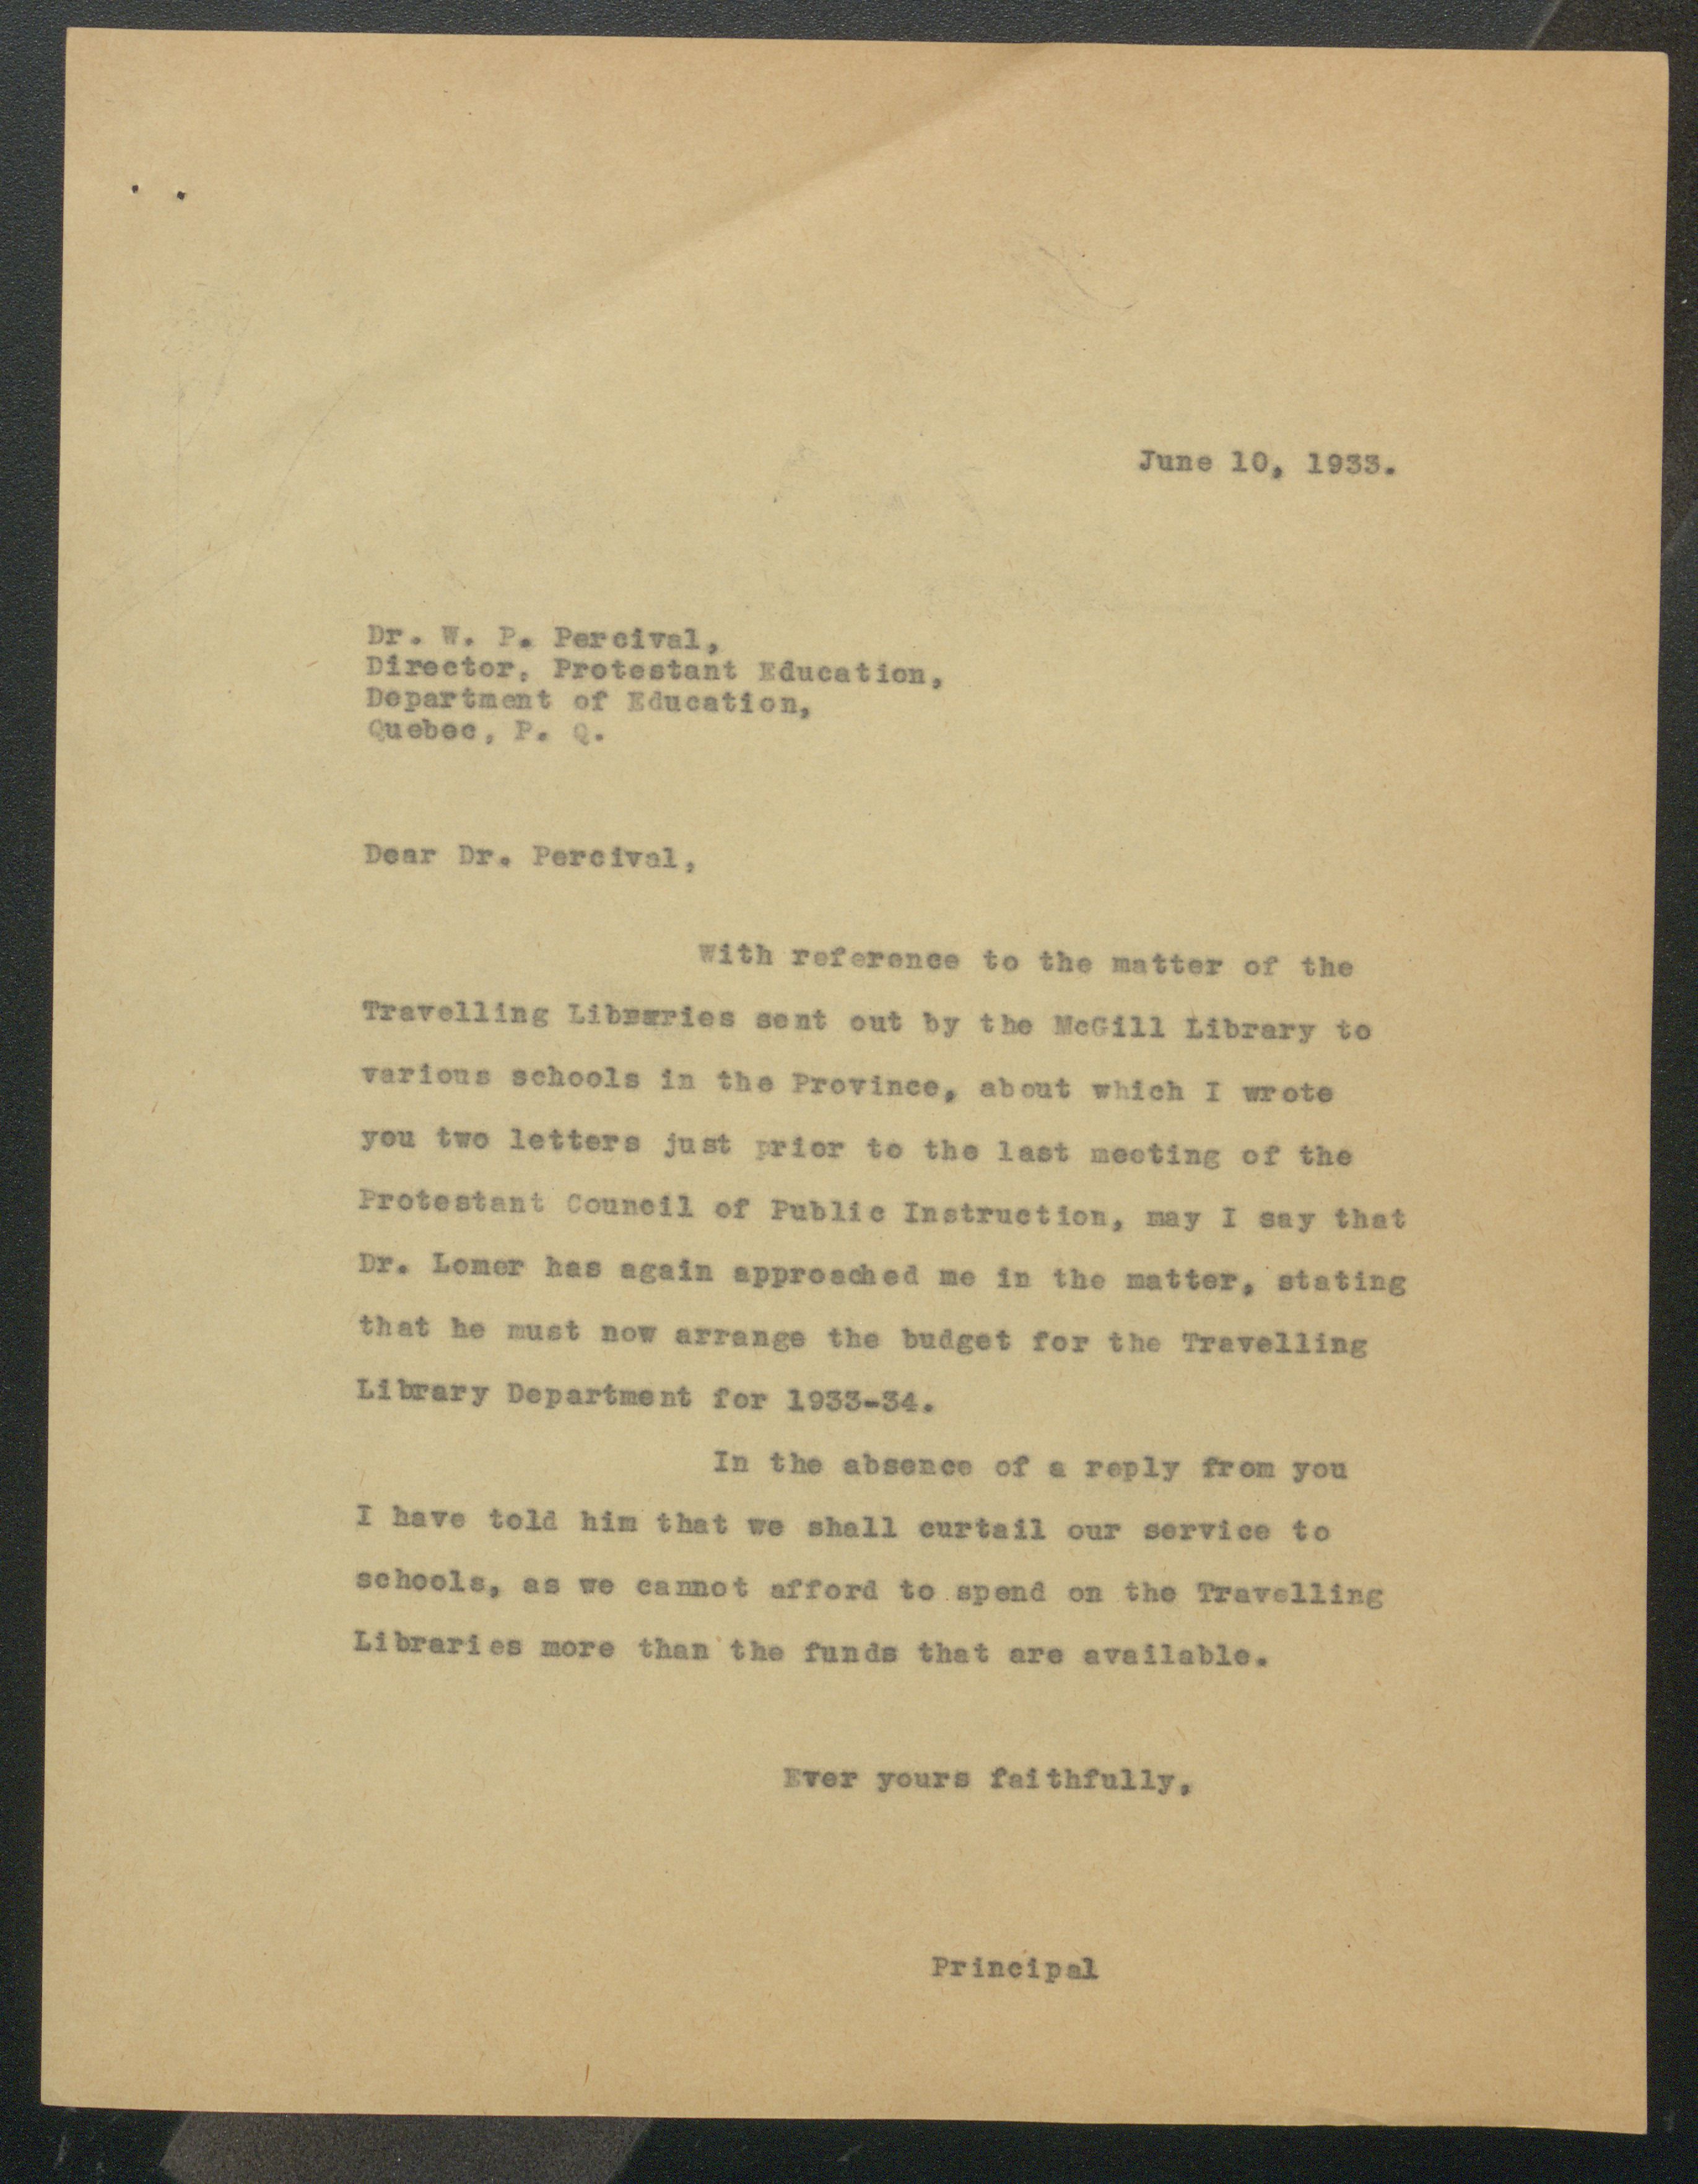 June 10, 1933.
Dr. W. P. Percival,
Director, Protestant Education,
Department of Education,
Quebec, P. Q.
Dear Dr. Percival,
With reference to the matter of the
Travelling Libraries sent out by the McGill Library to
various schools in the Province, about which I wrote
you two letters just prior to the last meeting of the
Protestant Council of Public Instruction, may I say that
Dr. Lomer has again approached me in the matter, stating
that he must now arrange the budget for the Travelling
Library Department for 1933-34.
In the absence of a reply from you
I have told him that we shall curtail our service to
schools, as we cannot afford to spend on the Travelling
Libraries more than the funds that are available.
Ever yours faithfully,
Principal